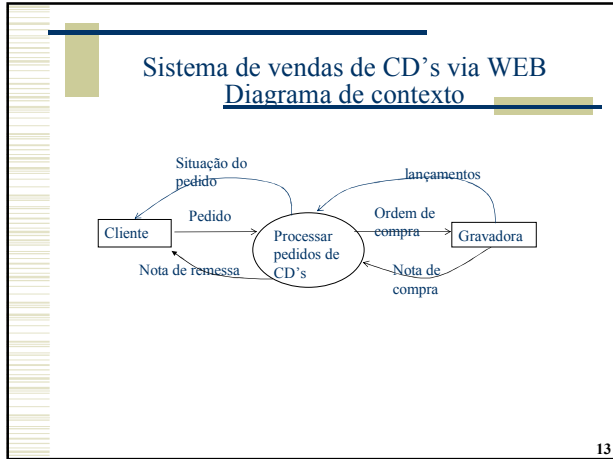 Sistema de vendas de CD's via WEB
Diagrama de contexto
Situação do
pedido
lançamentos
Pedido
Ordem de
compra
Cliente
Processar
pedidos de
CD's
Gravadora
Nota de remessa
Nota de
compra
13